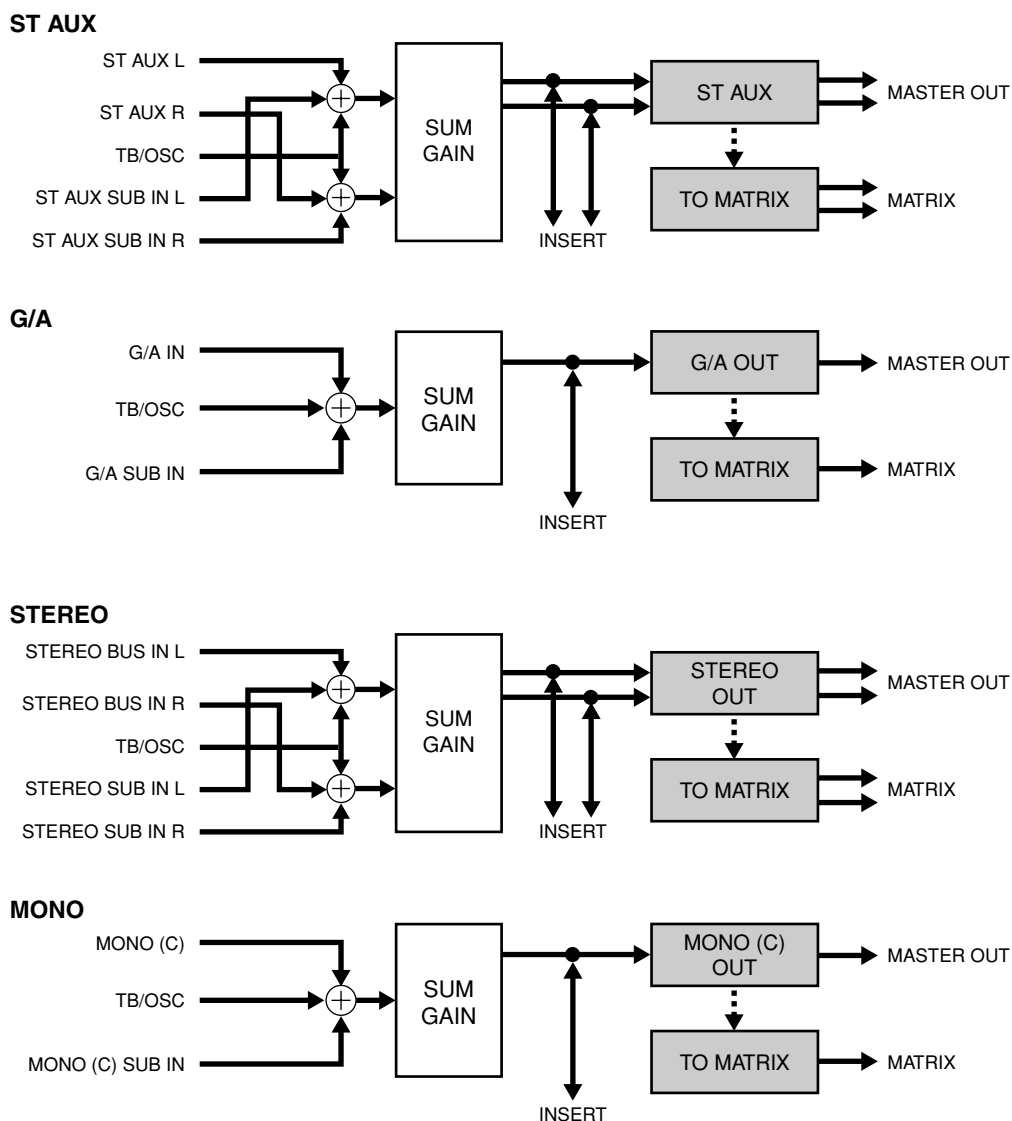 ST AUX
ST AUX L
ST AUX R
TB/OSC
ST AUX SUB IN L
ST AUX SUB IN R
SUM
GAIN
INSERT
ST AUX
MASTER OUT
TO MATRIX
MATRIX
G/A
G/A IN
TB/OSC
G/A SUB IN
SUM
GAIN
INSERT
G/A OUT
MASTER OUT
TO MATRIX
MATRIX
STEREO
STEREO BUS IN L
STEREO BUS IN R
TB/OSC
STEREO SUB IN L
STEREO SUB IN R
SUM
GAIN
INSERT
STEREO
OUT
MASTER OUT
TO MATRIX
MATRIX
MONO
MONO (C)
TB/OSC
MONO (C) SUB IN
SUM
GAIN
INSERT
MONO (C)
OUT
MASTER OUT
TO MATRIX
MATRIX